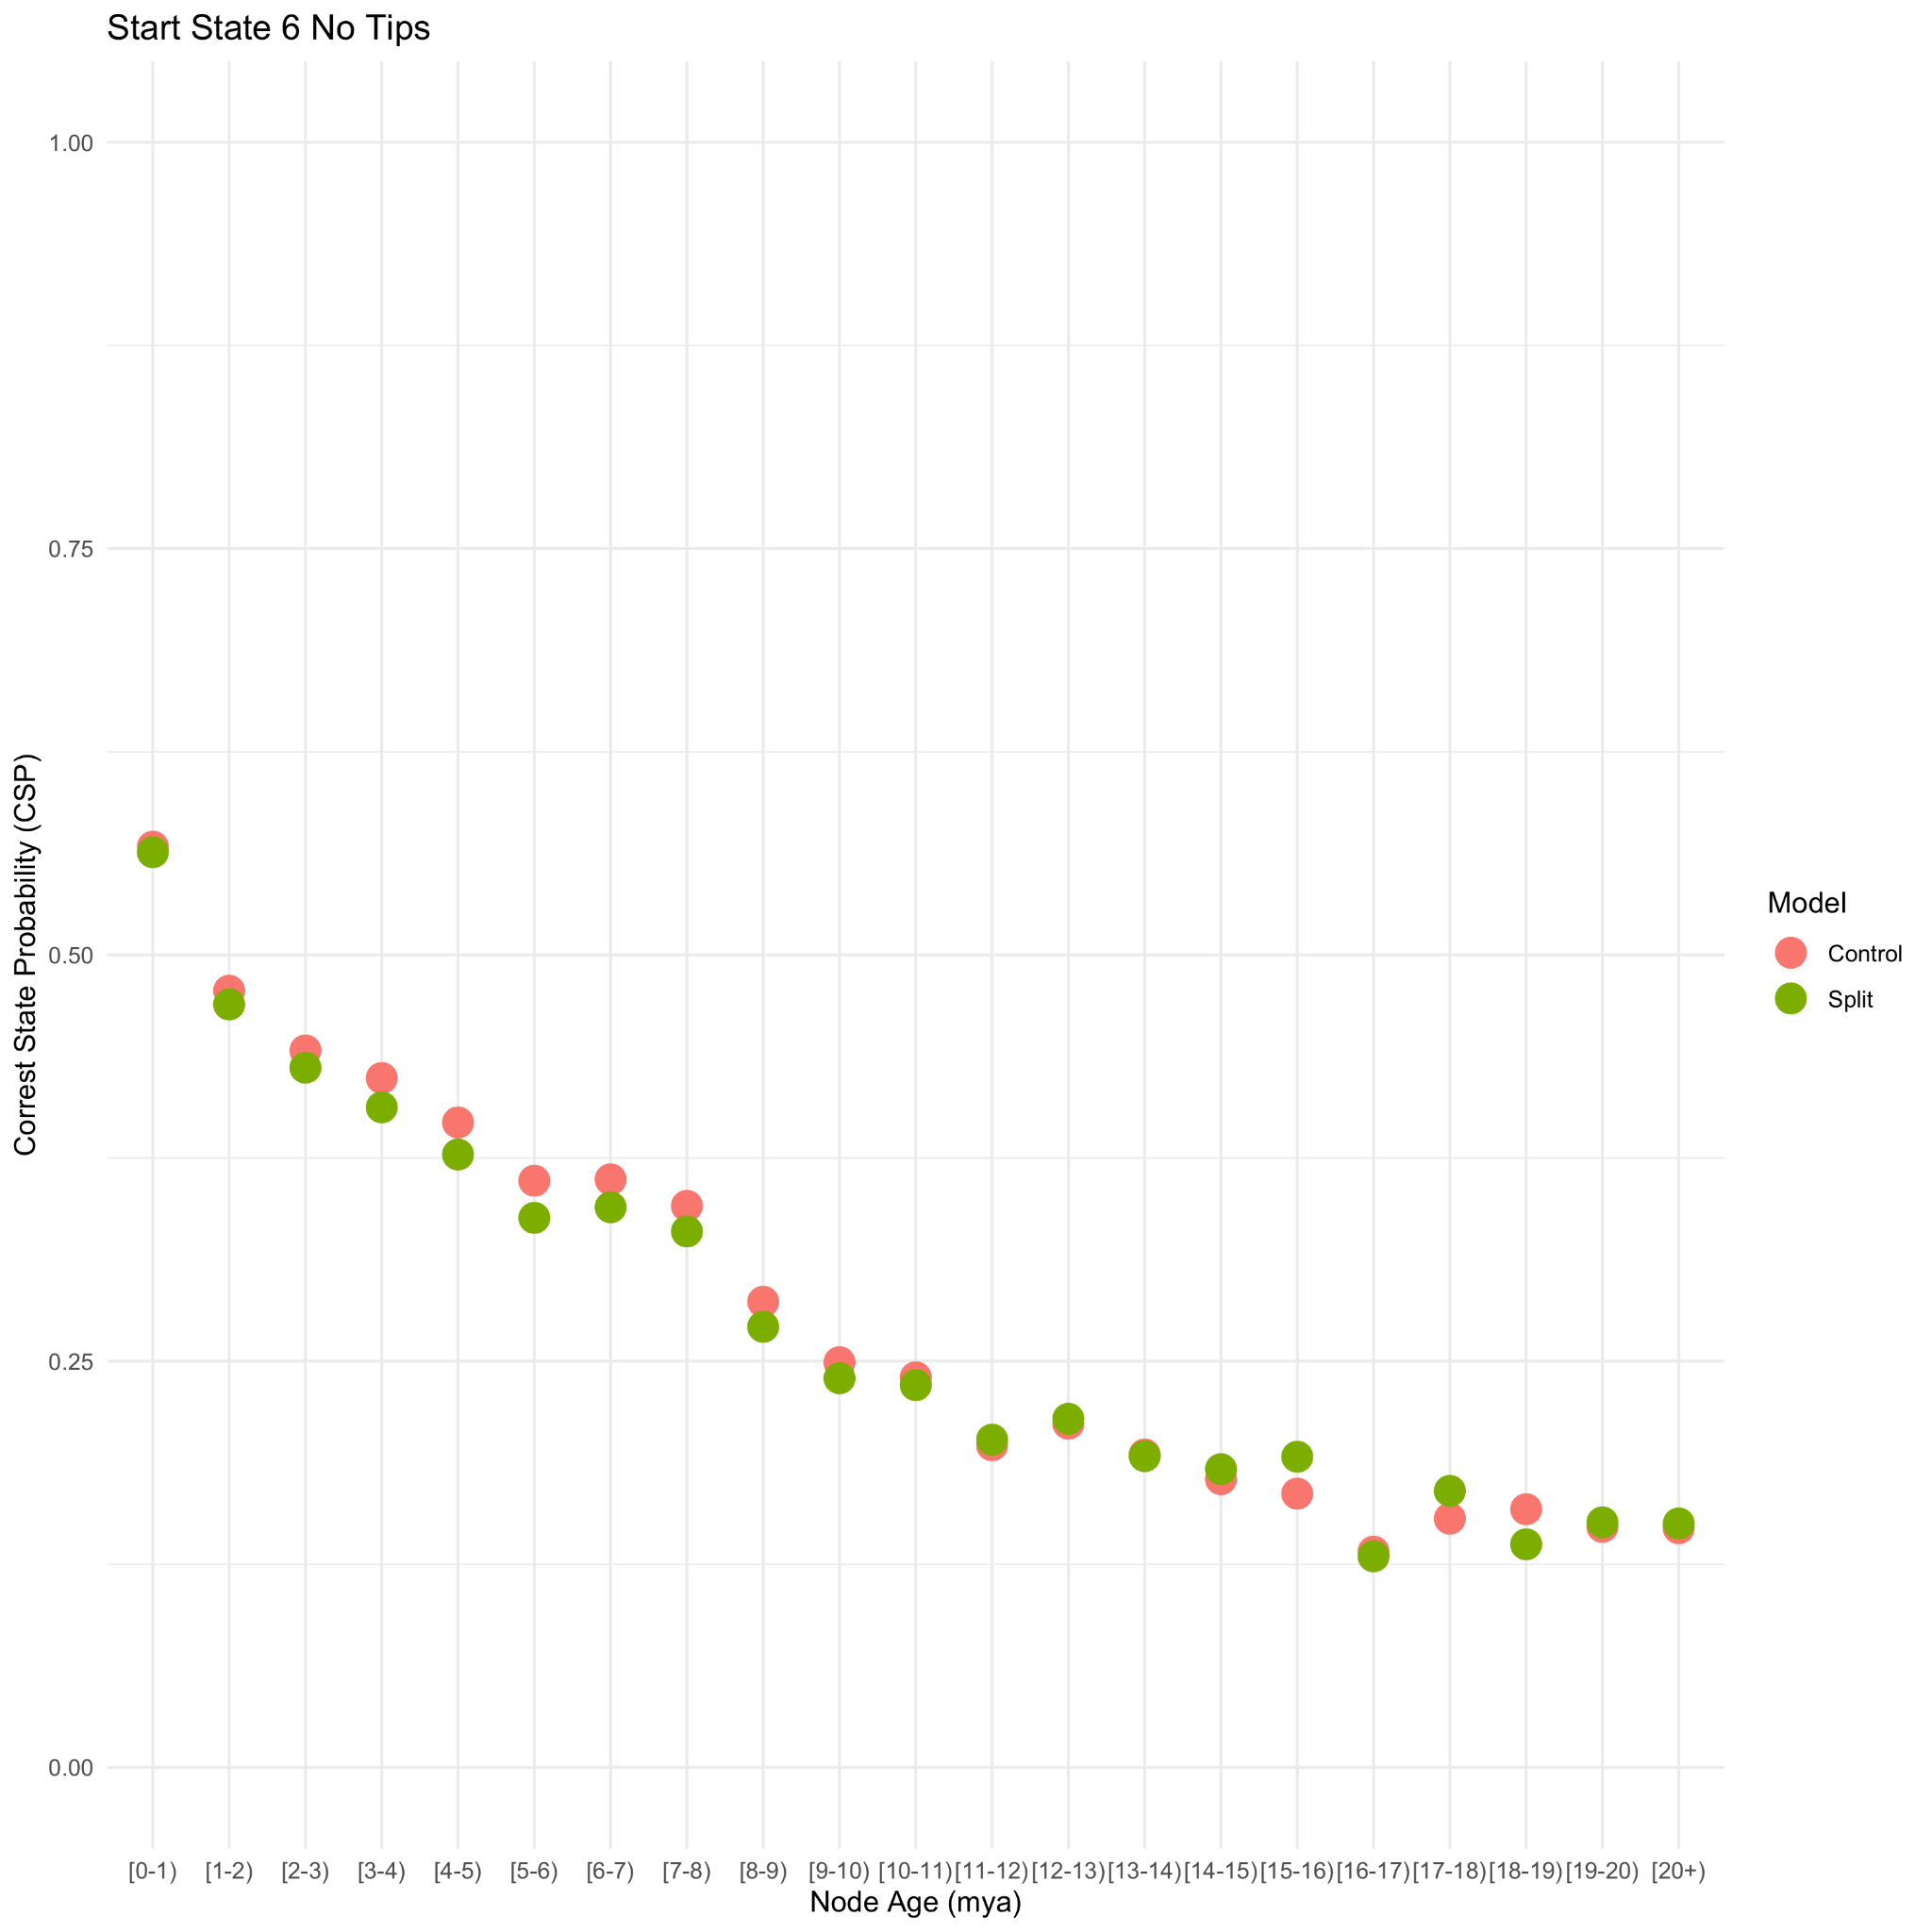 Start State 6 No Tips
1.00
0.75
0.50
0.25
0.00
Correst State Probability (CSP)
[0-1) [1-2) [2-3) [3-4) [4-5) [5-6) [6-7) [7-8) [8-9) [9-10) [10-11) [11-12) [12-13) [13-14) [14-15) [15-16) [16-17) [17-18) [18-19) [19-20) [20+)
Node Age (mya)
Model
Control
Split